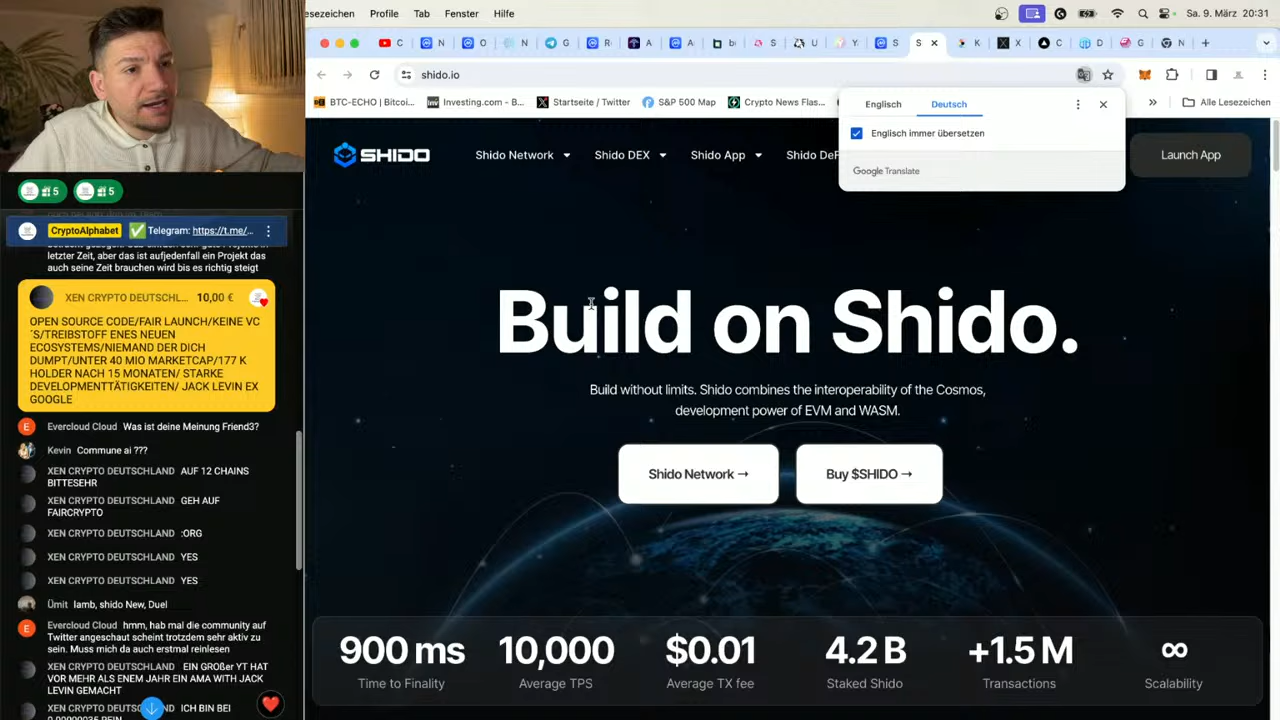 esezeichen Profile Tab Fenster Hilfe
Sa. 9. März 20:31
shido.io
BTC-ECHO | Bitcoi...
Investing.com - B...
Startseite / Twitter
S&P 500 Map
Crypto News Flas...
»
Alle Lesezeichen
Englisch Deutsch
Englisch immer übersetzen
Google Translate
SHIDO
Shido Network
Shido DEX
Shido App
Shido DeF
Launch App
Build on Shido.
Build without limits. Shido combines the interoperability of the Cosmos,
development power of EVM and WASM.
Shido Network →
Buy $SHIDO →
900 ms
Time to Finality
10,000
Average TPS
$0.01
Average TX fee
4.2 B
Staked Shido
+1.5 M
Transactions
∞
Scalability
5
5
CryptoAlphabet ✅ Telegram: https://t.me/...
letzter Zeit, aber das ist aufjedenfall ein Projekt das
auch seine Zeit brauchen wird bis es richtig steigt
XEN CRYPTO DEUTSCHL... 10,00 €
OPEN SOURCE CODE/FAIR LAUNCH/KEINE VC
´S/TREIBSTOFF ENES NEUEN
ECOSYSTEMS/NIEMAND DER DICH
DUMPT/UNTER 40 MIO MARKETCAP/177 K
HOLDER NACH 15 MONATEN/ STARKE
DEVELOPMENTTÄTIGKEITEN/ JACK LEVIN EX
GOOGLE
Evercloud Cloud Was ist deine Meinung Friend3?
Kevin Commune ai ???
XEN CRYPTO DEUTSCHLAND AUF 12 CHAINS
BITTESEHR
XEN CRYPTO DEUTSCHLAND GEH AUF
FAIRCRYPTO
XEN CRYPTO DEUTSCHLAND :ORG
XEN CRYPTO DEUTSCHLAND YES
XEN CRYPTO DEUTSCHLAND YES
Ümit lamb, shido New, Duel
Evercloud Cloud hmm, hab mal die community auf
Twitter angeschaut scheint trotzdem sehr aktiv zu
sein. Muss mich da auch erstmal reinlesen
XEN CRYPTO DEUTSCHLAND EIN GROßer YT HAT
VOR MEHR ALS ENEM JAHR EIN AMA WITH JACK
LEVIN GEMACHT
XEN CRYPTO DEUTSCHLAND ICH BIN BEI